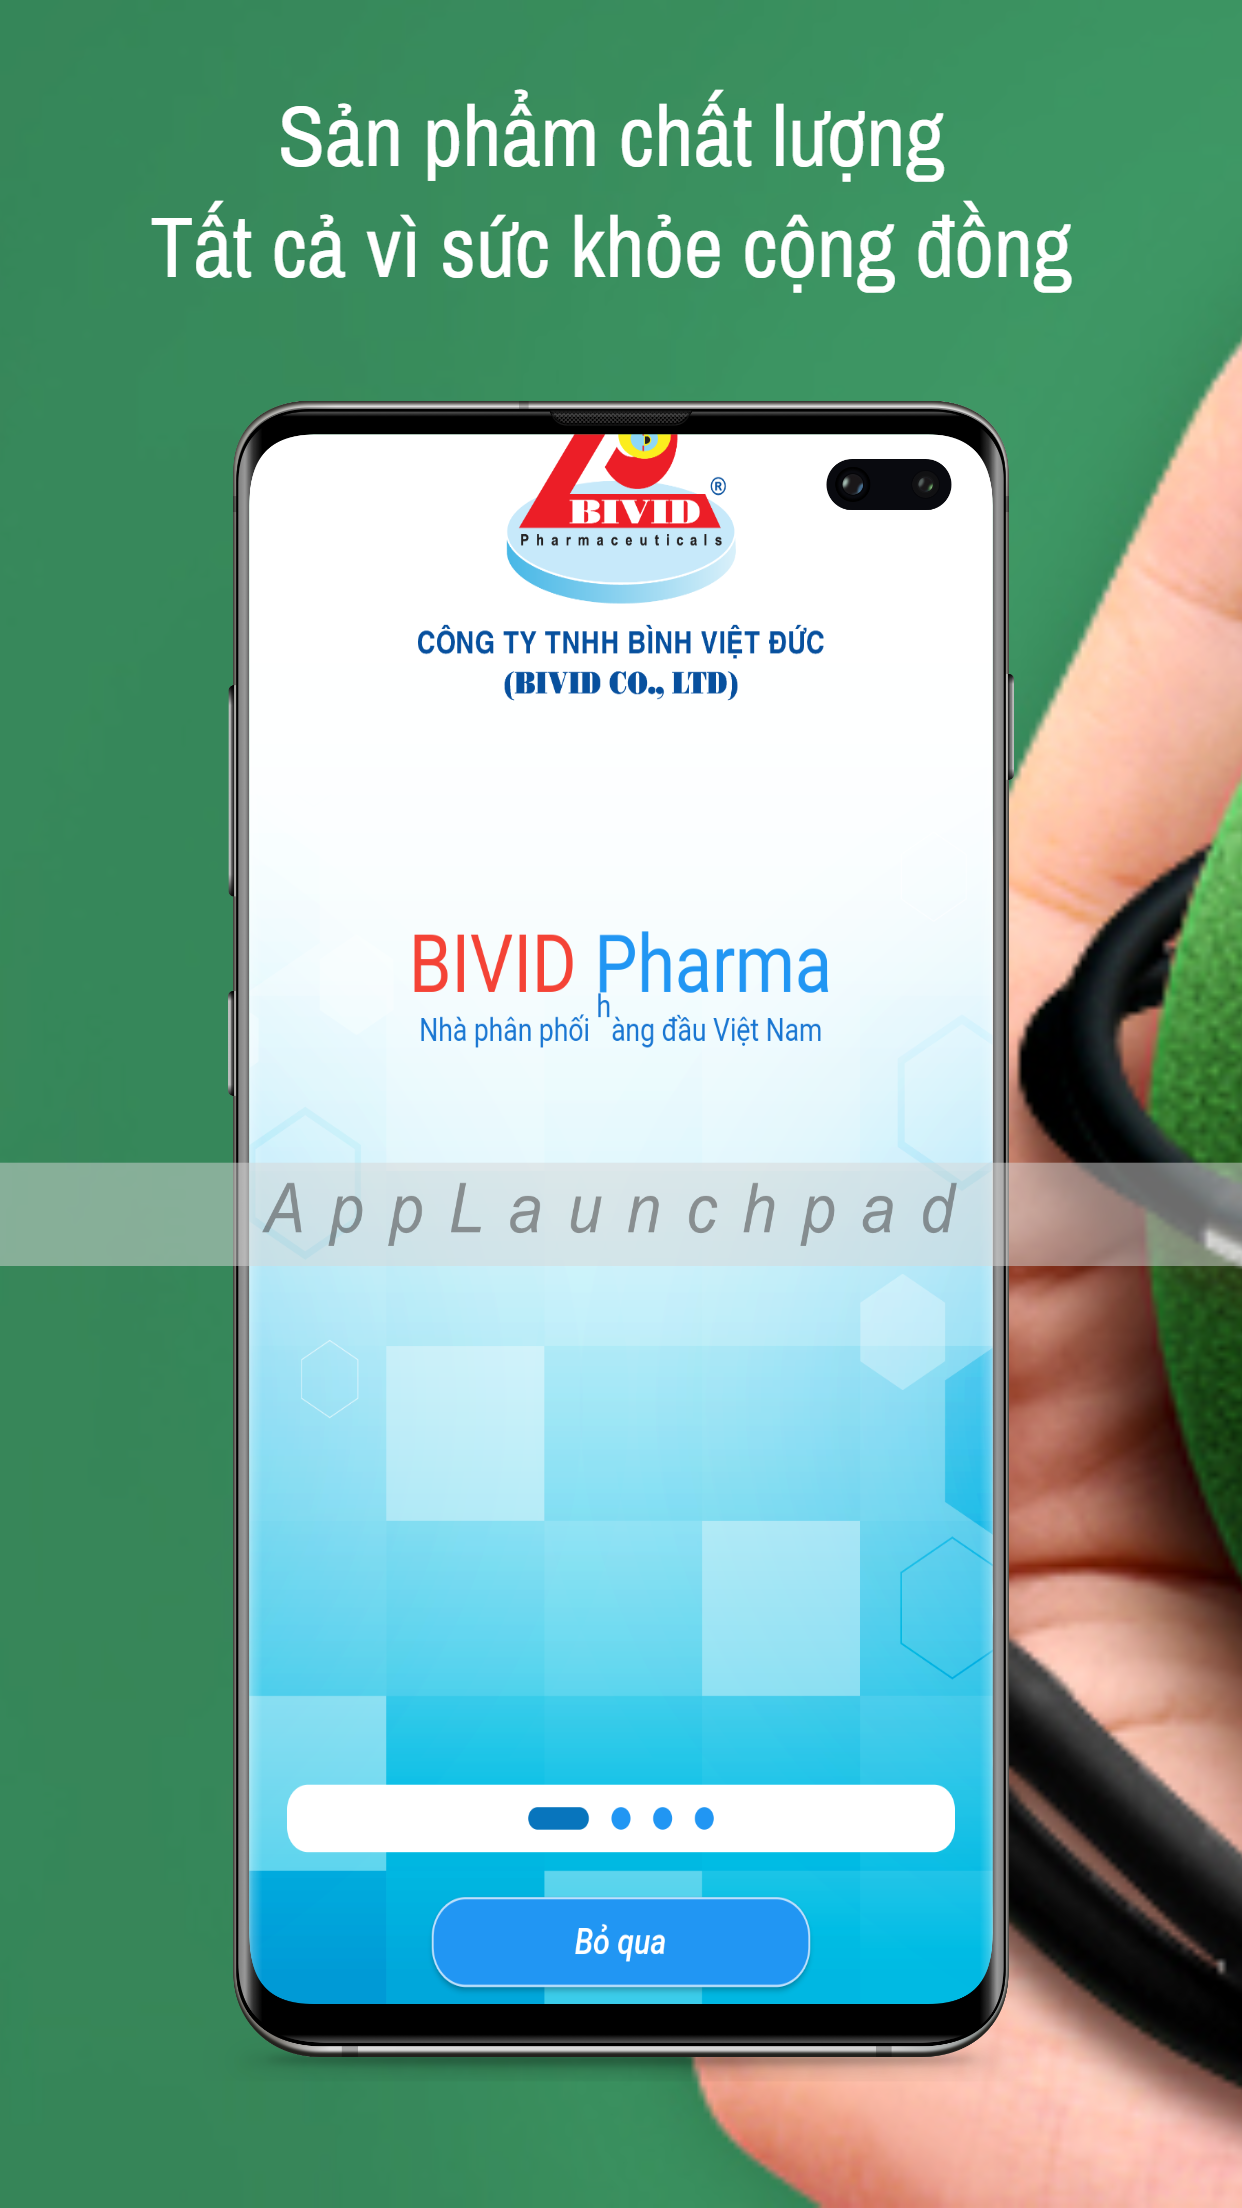 Sản phẩm chất lượng
Tất cả vì sức khỏe cộng đồng
BIVID
®
Pharmaceuticals
CÔNG TY TNHH BÌNH VIỆT ĐỨC
(BIVID CO., LTD)
BIVID Pharma
Nhà phân phối hàng đầu Việt Nam
AppLaunchpad
Bỏ qua